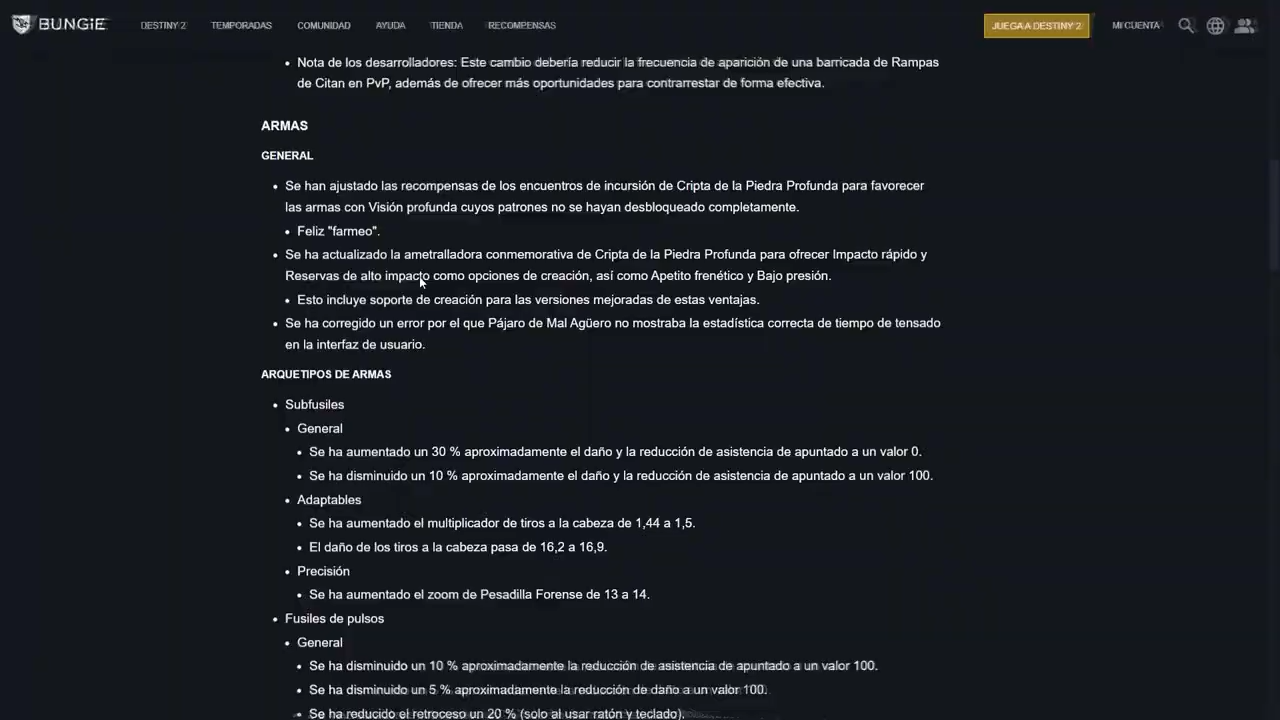 BUNGIE DESTINY 2 TEMPORADAS COMUNIDAD AYUDA TIENDA RECOMPENSAS JUEGA A DESTINY 2 MI CUENTA
• Nota de los desarrolladores: Este cambio debería reducir la frecuencia de aparición de una barricada de Rampas
de Citan en PvP, además de ofrecer más oportunidades para contrarrestar de forma efectiva.
ARMAS
GENERAL
• Se han ajustado las recompensas de los encuentros de incursión de Cripta de la Piedra Profunda para favorecer
las armas con Visión profunda cuyos patrones no se hayan desbloqueado completamente.
• Feliz "farmeo".
• Se ha actualizado la ametralladora conmemorativa de Cripta de la Piedra Profunda para ofrecer Impacto rápido y
Reservas de alto impacto como opciones de creación, así como Apetito frenético y Bajo presión.
• Esto incluye soporte de creación para las versiones mejoradas de estas ventajas.
• Se ha corregido un error por el que Pájaro de Mal Agüero no mostraba la estadística correcta de tiempo de tensado
en la interfaz de usuario.
ARQUETIPOS DE ARMAS
• Subfusiles
• General
• Se ha aumentado un 30 % aproximadamente el daño y la reducción de asistencia de apuntado a un valor 0.
• Se ha disminuido un 10 % aproximadamente el daño y la reducción de asistencia de apuntado a un valor 100.
• Adaptables
• Se ha aumentado el multiplicador de tiros a la cabeza de 1,44 a 1,5.
• El daño de los tiros a la cabeza pasa de 16,2 a 16,9.
• Precisión
• Se ha aumentado el zoom de Pesadilla Forense de 13 a 14.
• Fusiles de pulsos
• General
• Se ha disminuido un 10 % aproximadamente la reducción de asistencia de apuntado a un valor 100.
• Se ha disminuido un 5 % aproximadamente la reducción de daño a un valor 100.
• Se ha reducido el retroceso un 20 % (solo al usar ratón y teclado).